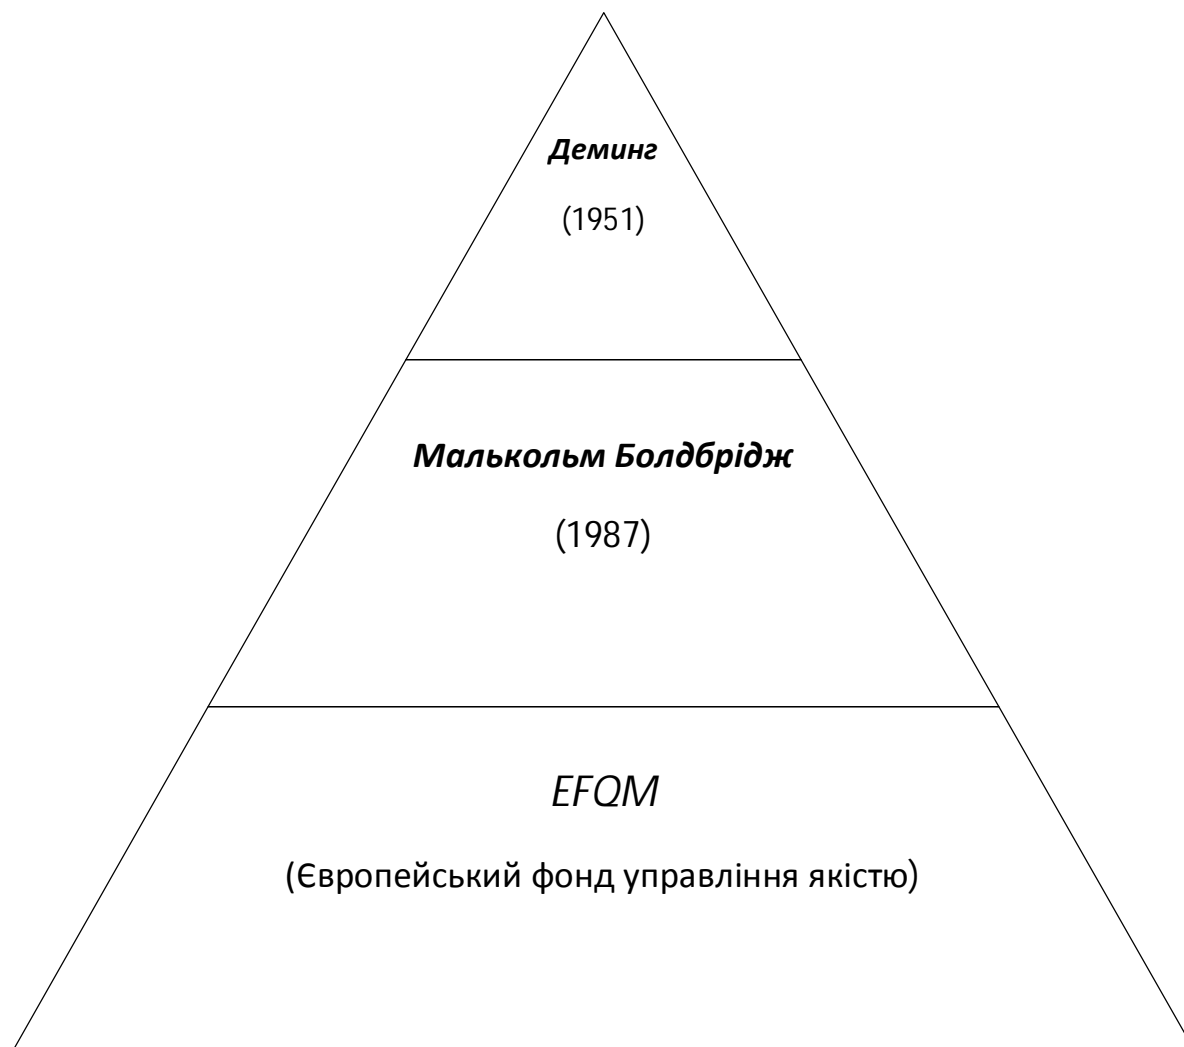 Деминг
(1951)
Малькольм Болдбрідж
(1987)
EFQM
(Європейський фонд управління якістю)